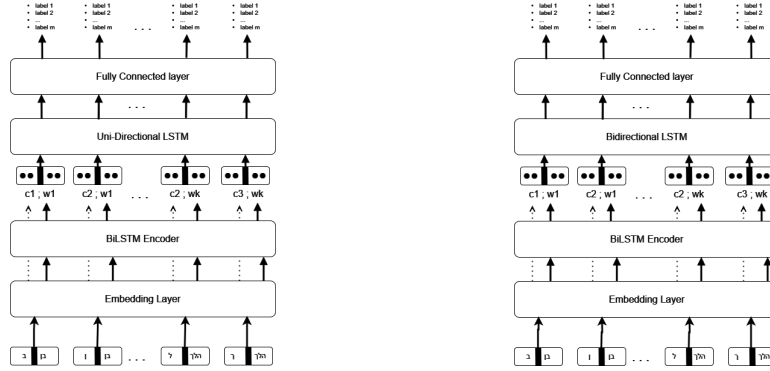 • label 1 • label 1 • label 1 • label 1
• label 2 • label 2 • label 2 • label 2
• ... • ... • ... • ...
• label m • label m . . . • label m • label m
Fully Connected layer
. . .
Uni-Directional LSTM
c1 ; w1 c2 ; w1 . . . c2 ; wk c3 ; wk
BiLSTM Encoder
Embedding Layer
ב בן ן בן . . . ל הלך ך הלך
• label 1 • label 1 • label 1 • label 1
• label 2 • label 2 • label 2 • label 2
• ... • ... • ... • ...
• label m • label m . . . • label m • label m
Fully Connected layer
. . .
Bidirectional LSTM
c1 ; w1 c2 ; w1 . . . c2 ; wk c3 ; wk
BiLSTM Encoder
Embedding Layer
ב בן ן בן . . . ל הלך ך הלך